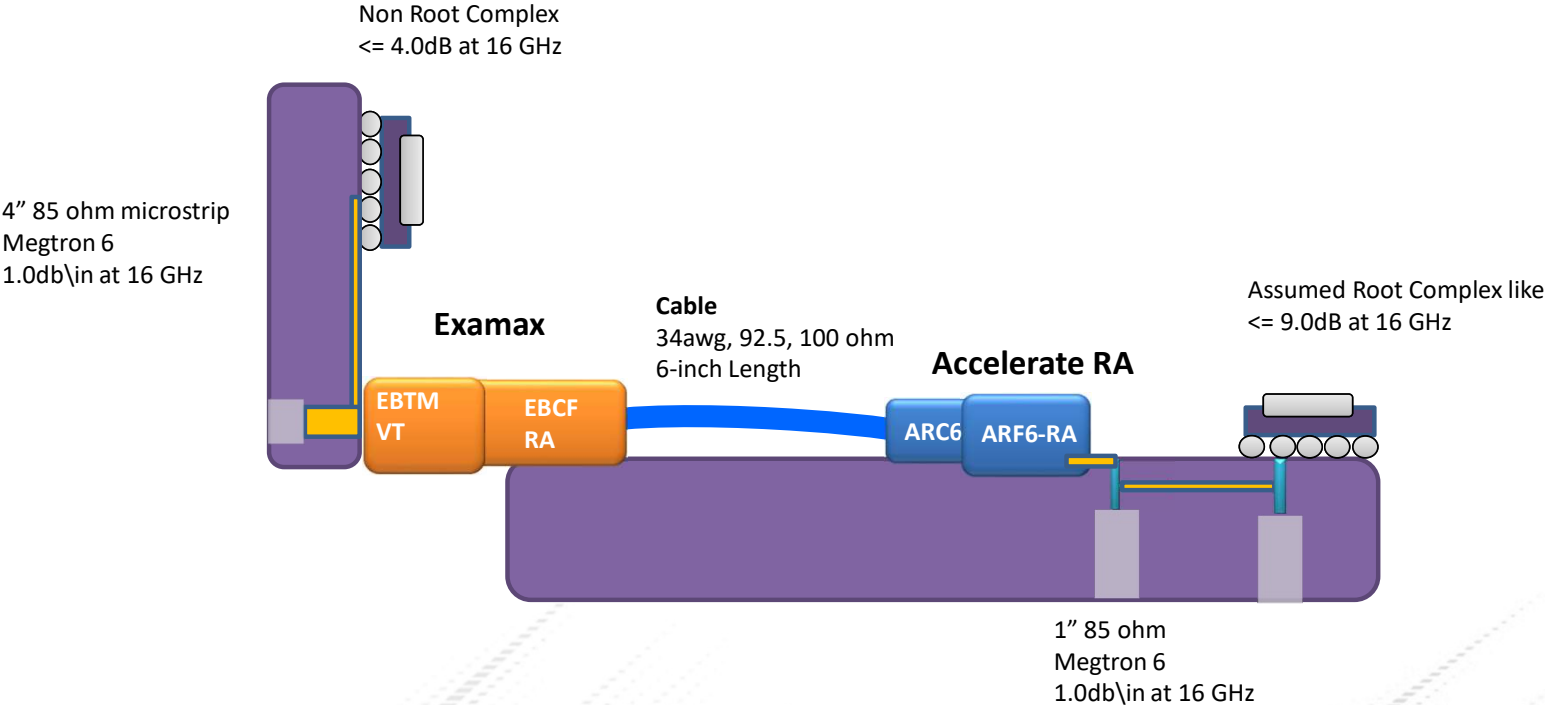 Non Root Complex
<= 4.0dB at 16 GHz
4” 85 ohm microstrip
Megtron 6
1.0db\in at 16 GHz
Examax
Cable
34awg, 92.5, 100 ohm
6-inch Length
Accelerate RA
Assumed Root Complex like
<= 9.0dB at 16 GHz
EBTM
VT
EBCF
RA
ARC6
ARF6-RA
1” 85 ohm
Megtron 6
1.0db\in at 16 GHz